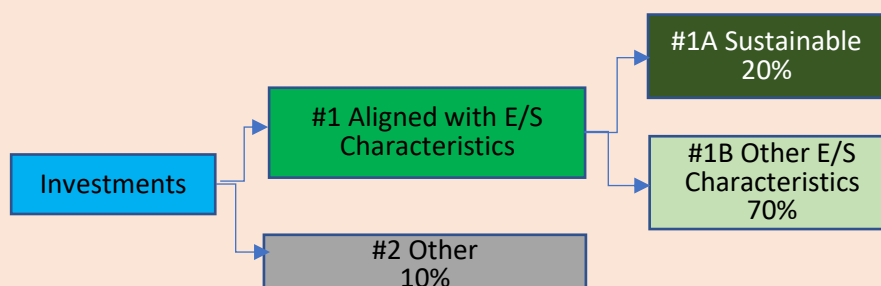 #1A Sustainable
20%
#1 Aligned with E/S
Characteristics
#1B Other E/S
Characteristics
70%
Investments
#2 Other
10%